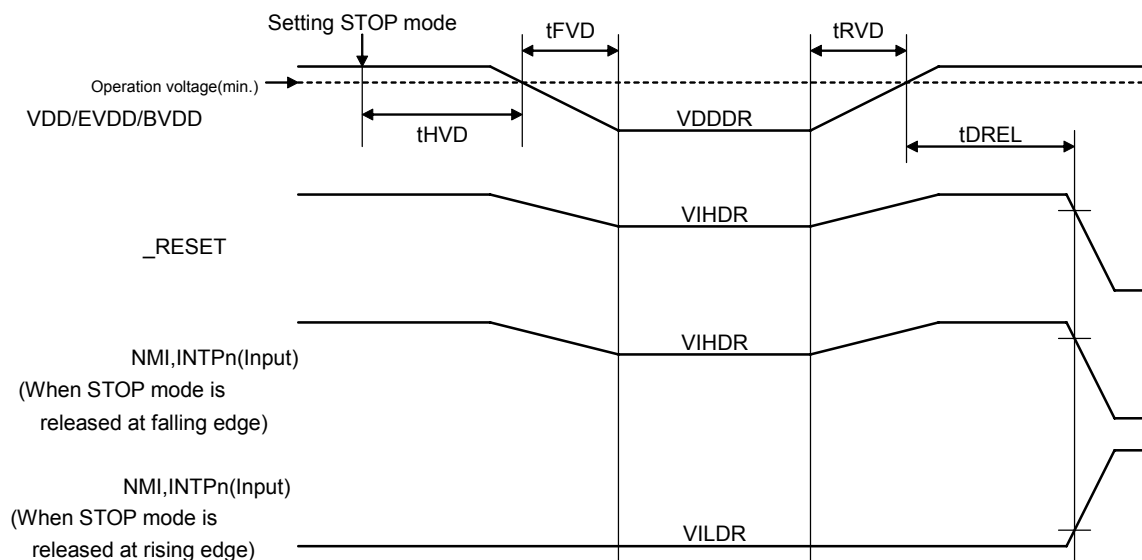 Setting STOP mode
tFVD
tRVD
Operation voltage(min.)
VDD/EVDD/BVDD
tHVD
VDDDR
tDREL
VIHDR
_RESET
VIHDR
NMI,INTPn(Input)
(When STOP mode is
released at falling edge)
NMI,INTPn(Input)
(When STOP mode is
released at rising edge)
VILDR